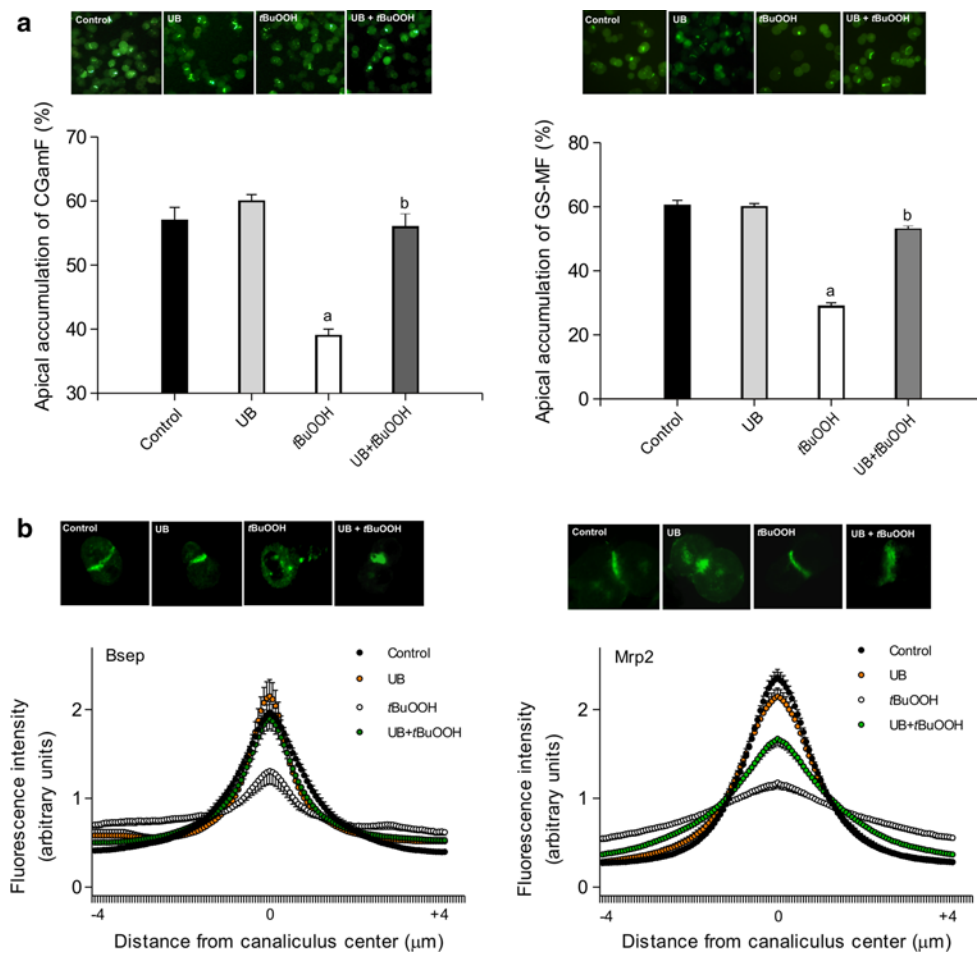 a
Control
UB
tBuOOH
UB + tBuOOH
Apical accumulation of CGamF (%)
70
60
50
40
30
a
b
Control
UB
tBuOOH
UB+tBuOOH
Control
UB
tBuOOH
UB + tBuOOH
Apical accumulation of GS-MF (%)
80
60
40
20
0
a
b
Control
UB
tBuOOH
UB+tBuOOH
b
Control
UB
tBuOOH
UB + tBuOOH
Bsep
Control
UB
tBuOOH
UB+tBuOOH
Fluorescence intensity
(arbitrary units)
2
1
0
-4
0
+4
Distance from canaliculus center (μm)
Control
UB
tBuOOH
UB + tBuOOH
Mrp2
Control
UB
tBuOOH
UB+tBuOOH
Fluorescence intensity
(arbitrary units)
2
1
0
-4
0
+4
Distance from canaliculus center (μm)